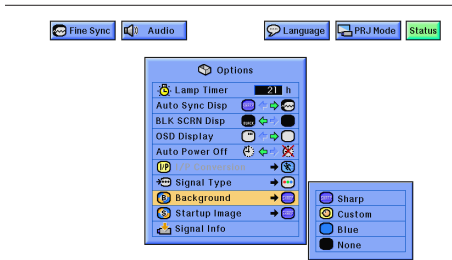 Fine Sync Audio Language PRJ Mode Status
Options
Lamp Timer 21 h
Auto Sync Disp
BLK SCRN Disp BLACK
OSD Display
Auto Power Off
I/P
Signal Type
B Background
S Startup Image
Signal Info
Sharp
Custom
Blue
None